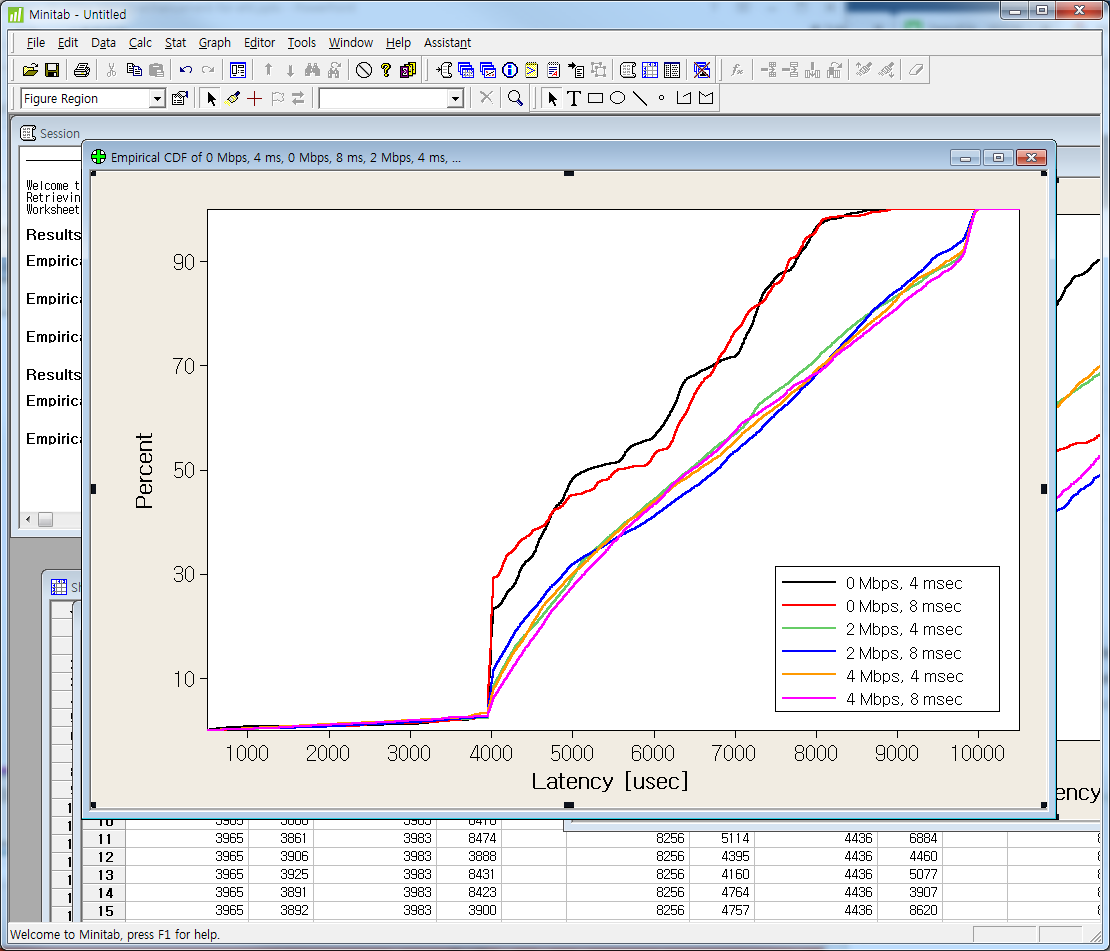 Minitab - Untitled
File Edit Data Calc Stat Graph Editor Tools Window Help Assistant
Figure Region
Session
Empirical CDF of 0 Mbps, 4 ms, 0 Mbps, 8 ms, 2 Mbps, 4 ms, ...
Welcome t
Retrievin
Worksheet
Results
Empirica
Empirica
Empirica
Results
Empirica
Empirica
Percent
90
70
50
30
10
0 Mbps, 4 msec
0 Mbps, 8 msec
2 Mbps, 4 msec
2 Mbps, 8 msec
4 Mbps, 4 msec
4 Mbps, 8 msec
1000 2000 3000 4000 5000 6000 7000 8000 9000 10000
Latency [usec]
ency
11 3965 3861 3983 8474 8256 5114 4436 6884
12 3965 3906 3983 3888 8256 4395 4436 4460
13 3965 3925 3983 8431 8256 4160 4436 5077
14 3965 3891 3983 8423 8256 4764 4436 3907
15 3965 3892 3983 3900 8256 4757 4436 8620
Welcome to Minitab, press F1 for help.